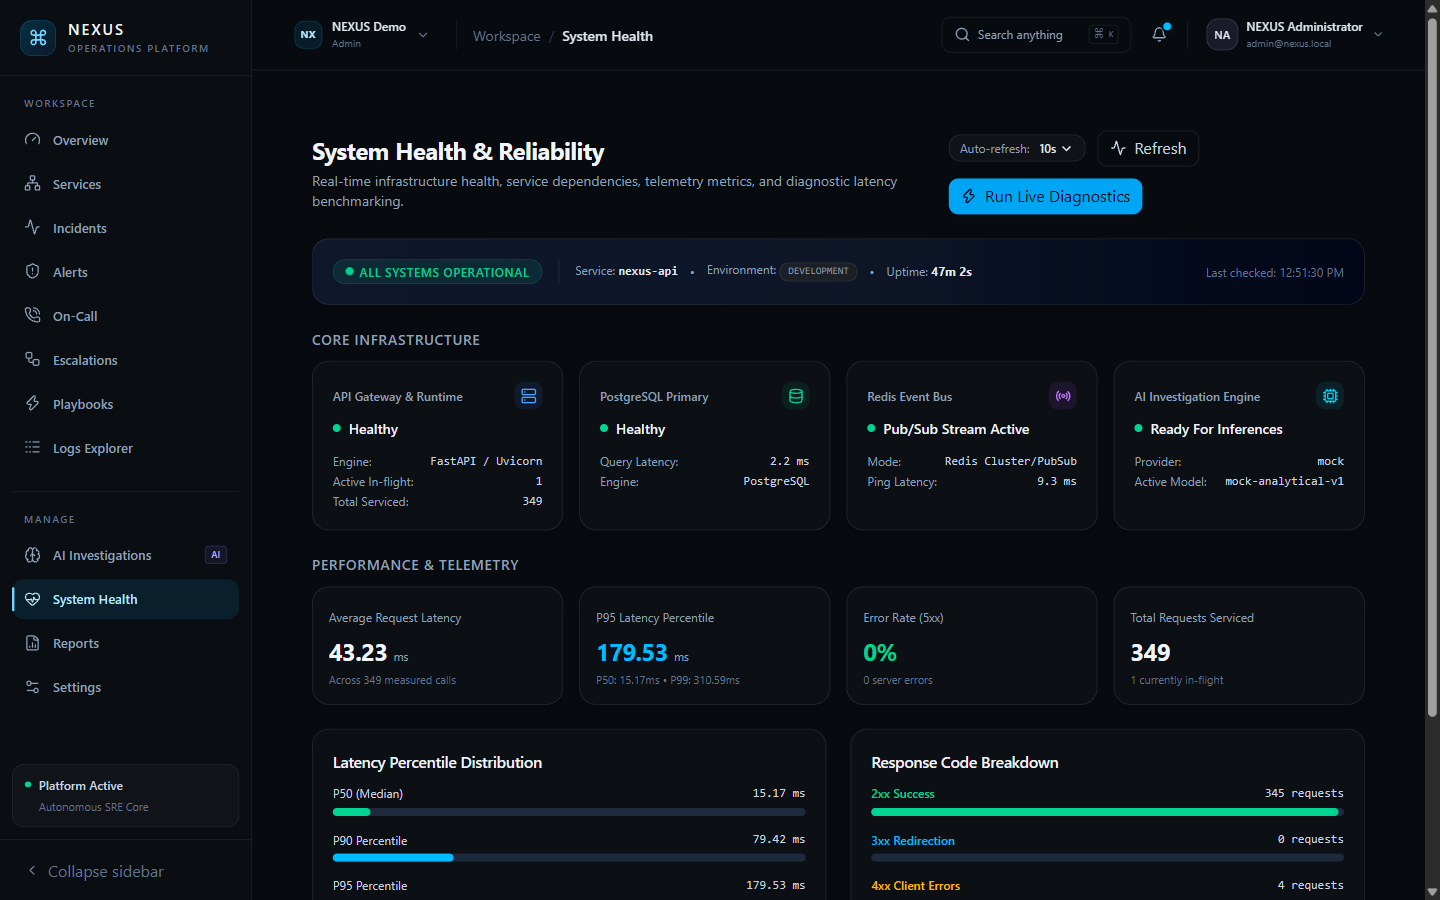 NEXUS
OPERATIONS PLATFORM
WORKSPACE
Overview
Services
Incidents
Alerts
On-Call
Escalations
Playbooks
Logs Explorer
MANAGE
AI Investigations AI
System Health
Reports
Settings
Platform Active
Autonomous SRE Core
Collapse sidebar
NX NEXUS Demo
Admin
Workspace / System Health
Search anything ⌘ K
NA NEXUS Administrator
admin@nexus.local
System Health & Reliability
Real-time infrastructure health, service dependencies, telemetry metrics, and diagnostic latency
benchmarking.
Auto-refresh: 10s
Refresh
Run Live Diagnostics
ALL SYSTEMS OPERATIONAL Service: nexus-api • Environment: DEVELOPMENT • Uptime: 47m 2s Last checked: 12:51:30 PM
CORE INFRASTRUCTURE
API Gateway & Runtime
Healthy
Engine: FastAPI / Uvicorn
Active In-flight: 1
Total Serviced: 349
PostgreSQL Primary
Healthy
Query Latency: 2.2 ms
Engine: PostgreSQL
Redis Event Bus
Pub/Sub Stream Active
Mode: Redis Cluster/PubSub
Ping Latency: 9.3 ms
AI Investigation Engine
Ready For Inferences
Provider: mock
Active Model: mock-analytical-v1
PERFORMANCE & TELEMETRY
Average Request Latency
43.23 ms
Across 349 measured calls
P95 Latency Percentile
179.53 ms
P50: 15.17ms • P99: 310.59ms
Error Rate (5xx)
0%
0 server errors
Total Requests Serviced
349
1 currently in-flight
Latency Percentile Distribution
P50 (Median) 15.17 ms
P90 Percentile 79.42 ms
P95 Percentile 179.53 ms
Response Code Breakdown
2xx Success 345 requests
3xx Redirection 0 requests
4xx Client Errors 4 requests